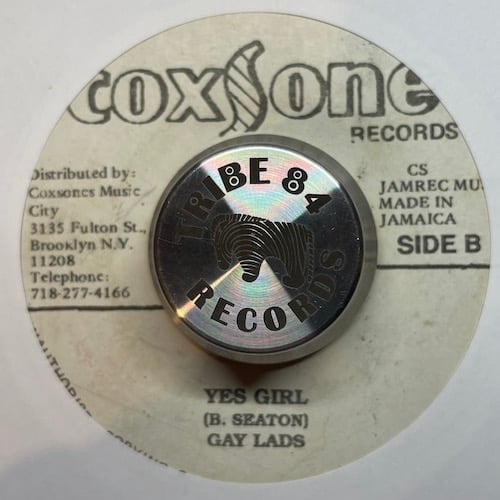 coxsone
RECORDS
Distributed by:
Coxsones Music
City
3135 Fulton St.,
Brooklyn N.Y.
11208
Telephone:
718-277-4166
CS
JAMREC MU
MADE IN
JAMAICA
SIDE B
TRIBE 84
RECORDS
YES GIRL
(B. SEATON)
GAY LADS